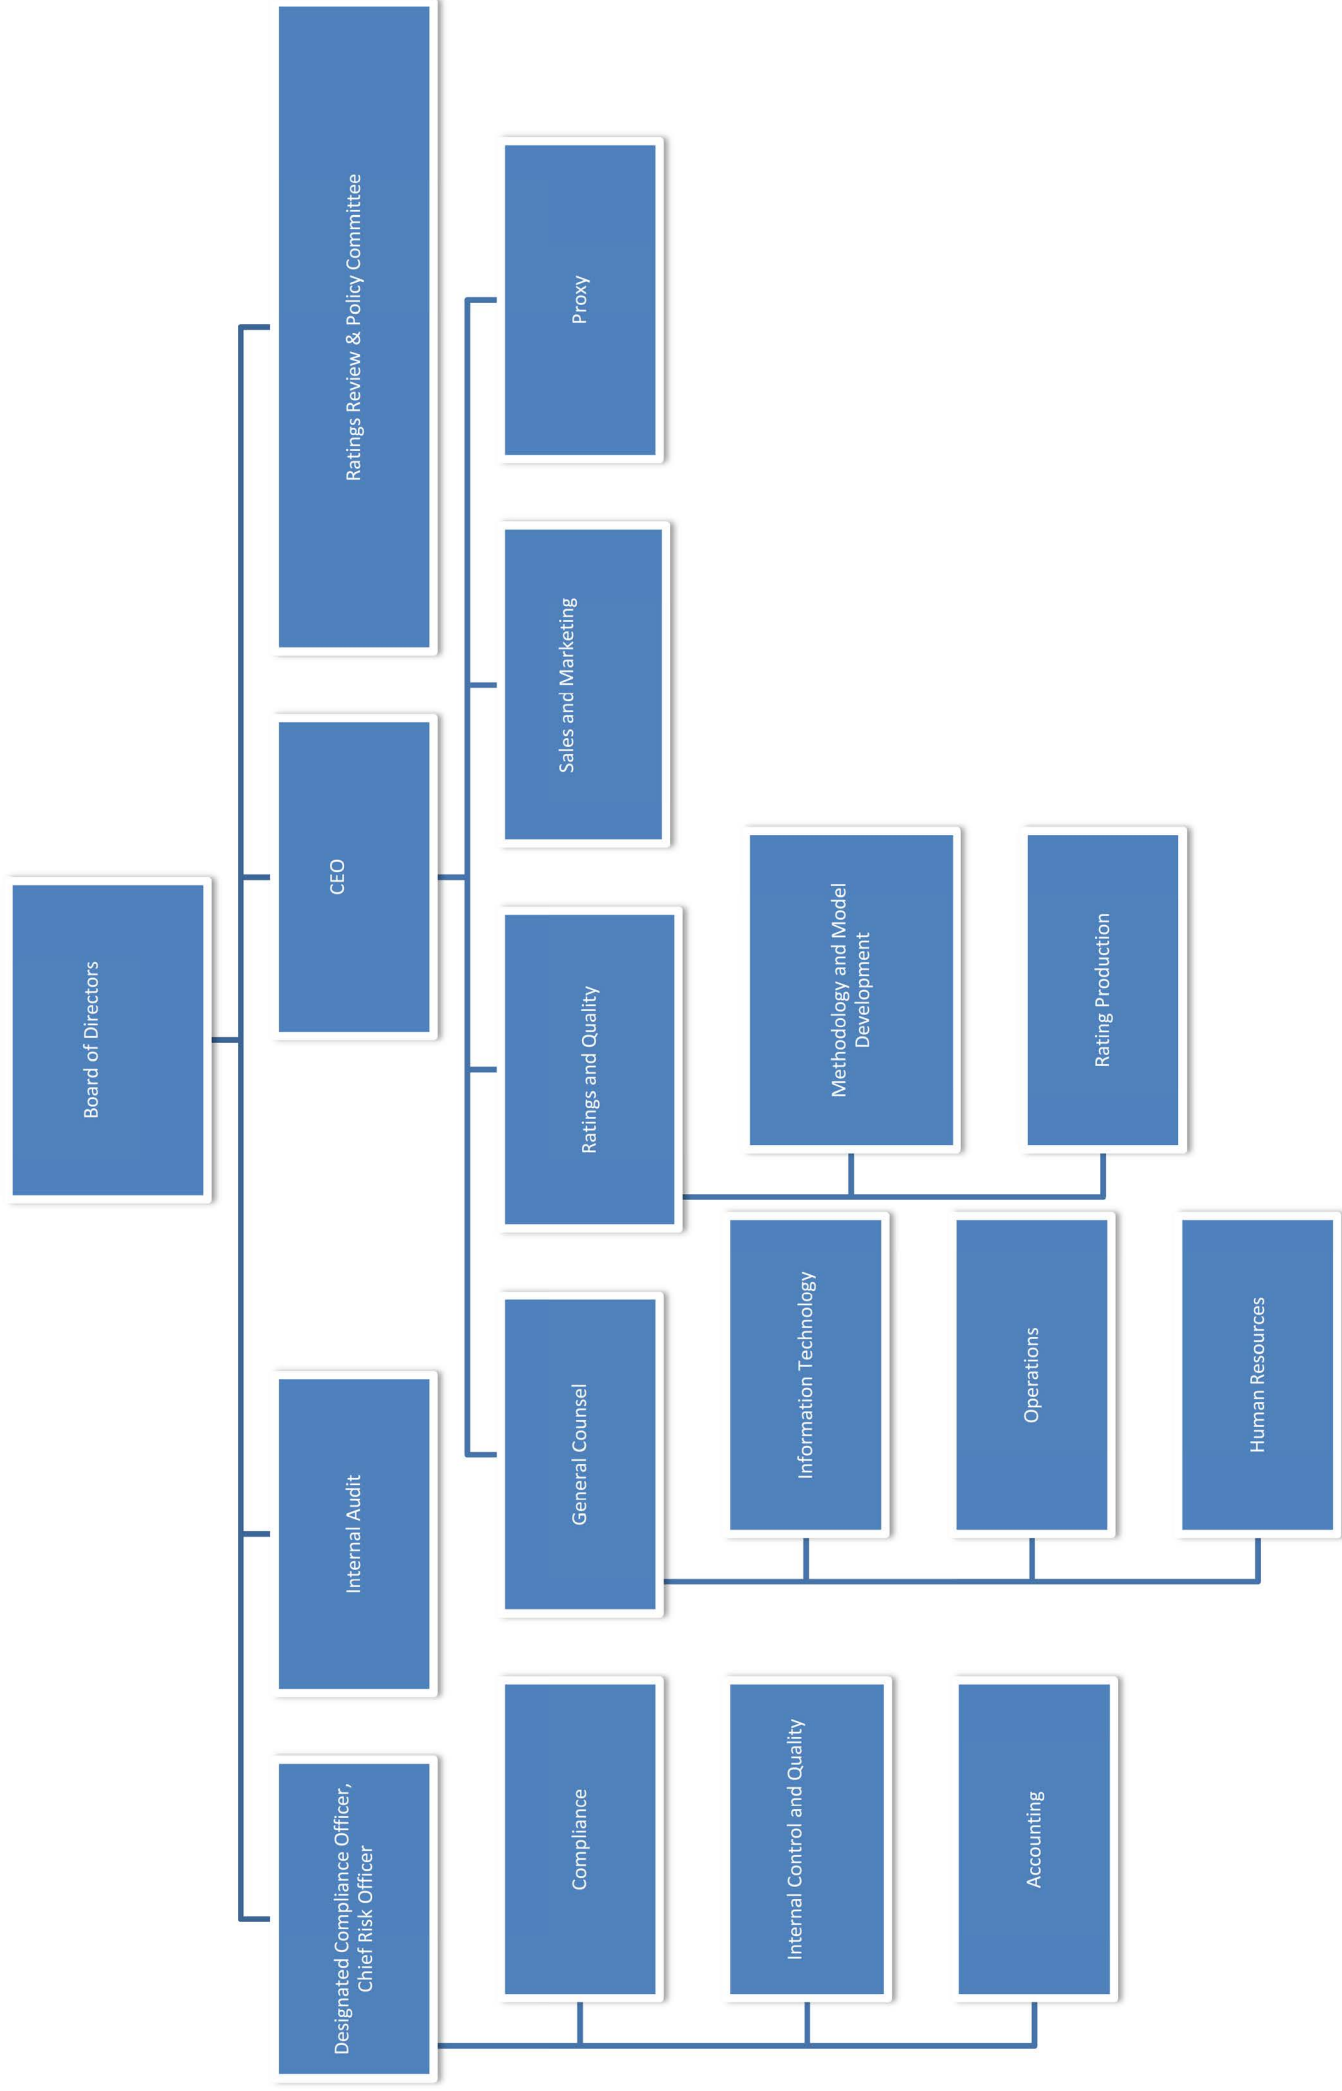 Board of Directors
Designated Compliance Officer,
Chief Risk Officer
Internal Audit
CEO
Ratings Review & Policy Committee
Compliance
Internal Control and Quality
Accounting
General Counsel
Information Technology
Operations
Human Resources
Ratings and Quality
Methodology and Model
Development
Rating Production
Sales and Marketing
Proxy